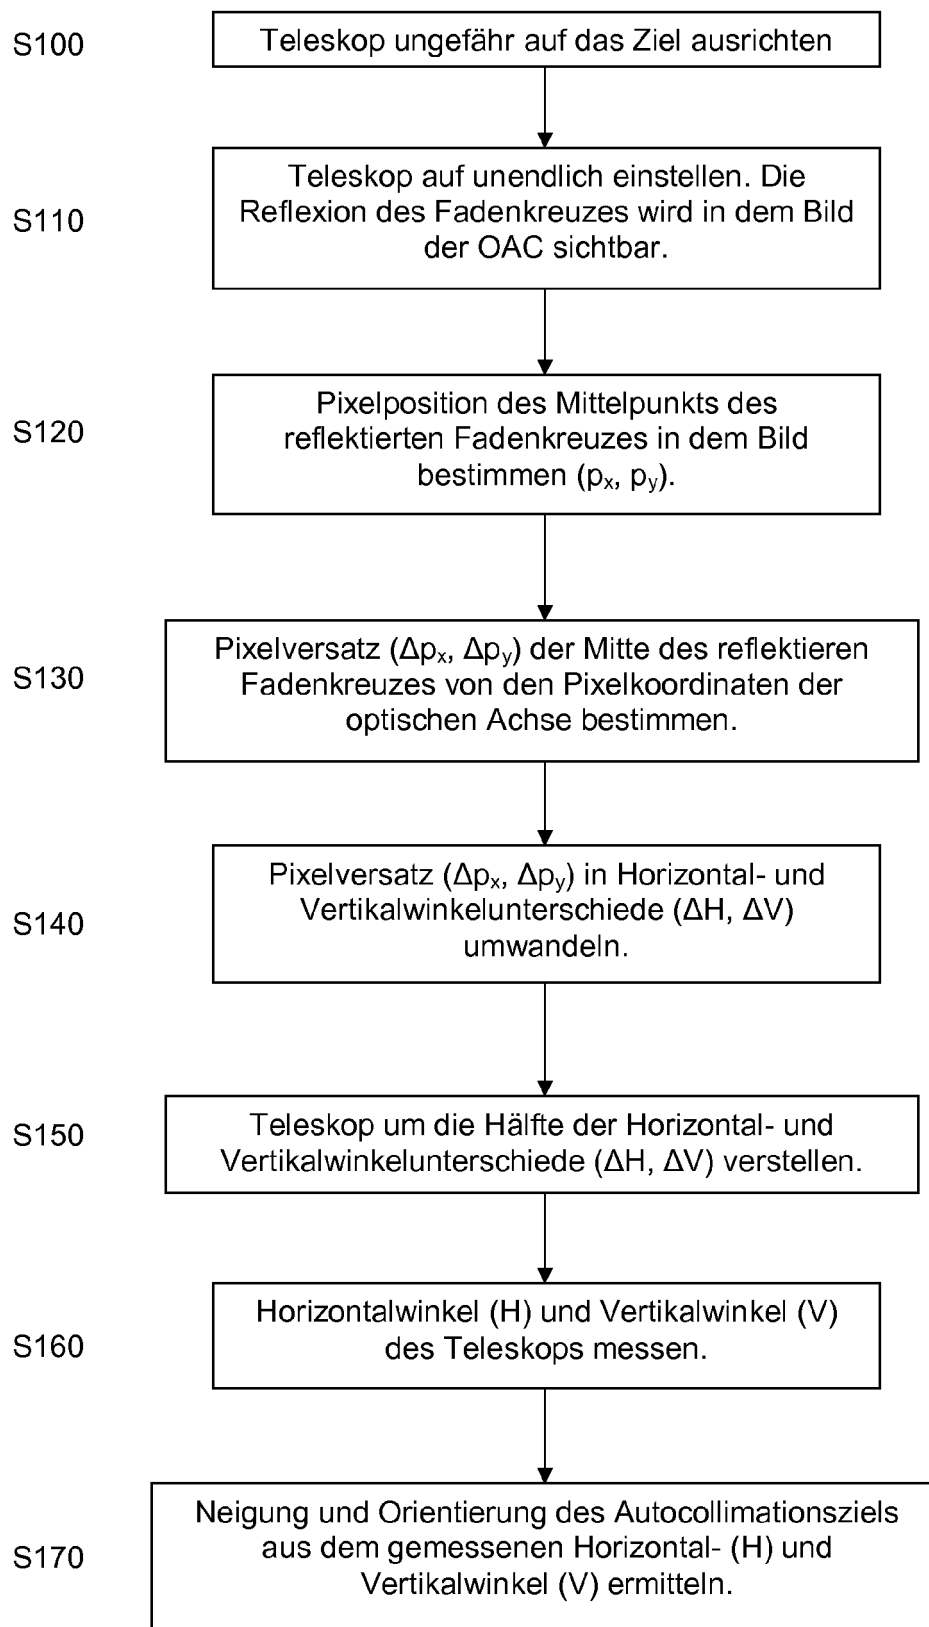 S100
Teleskop ungefähr auf das Ziel ausrichten
S110
Teleskop auf unendlich einstellen. Die
Reflexion des Fadenkreuzes wird in dem Bild
der OAC sichtbar.
S120
Pixelposition des Mittelpunkts des
reflektierten Fadenkreuzes in dem Bild
bestimmen (pₓ, pᵧ).
S130
Pixelversatz (Δpₓ, Δpᵧ) der Mitte des reflektieren
Fadenkreuzes von den Pixelkoordinaten der
optischen Achse bestimmen.
S140
Pixelversatz (Δpₓ, Δpᵧ) in Horizontal- und
Vertikalwinkelunterschiede (ΔH, ΔV)
umwandeln.
S150
Teleskop um die Hälfte der Horizontal- und
Vertikalwinkelunterschiede (ΔH, ΔV) verstellen.
S160
Horizontalwinkel (H) und Vertikalwinkel (V)
des Teleskops messen.
S170
Neigung und Orientierung des Autocollimationsziels
aus dem gemessenen Horizontal- (H) und
Vertikalwinkel (V) ermitteln.